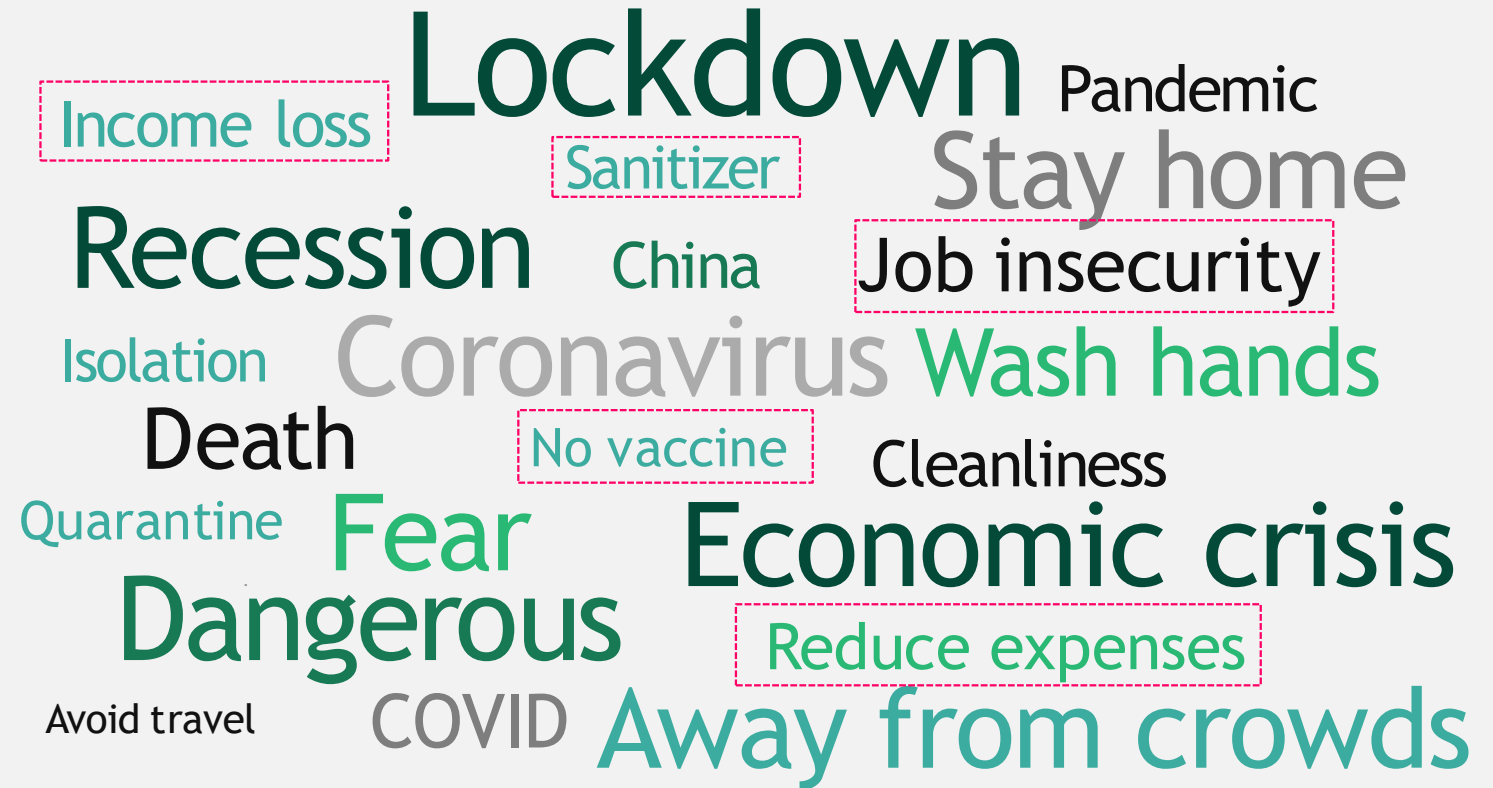 Lockdown
Pandemic
Income loss
Sanitizer
Stay home
Recession
China
Job insecurity
Isolation
Coronavirus
Wash hands
Death
No vaccine
Cleanliness
Quarantine
Fear
Economic crisis
Dangerous
Reduce expenses
Avoid travel
COVID
Away from crowds